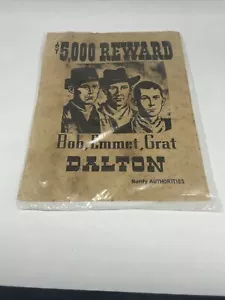 $5,000 REWARD
Bob, Emmet, Grat
DALTON
Notify AUTHORITIES